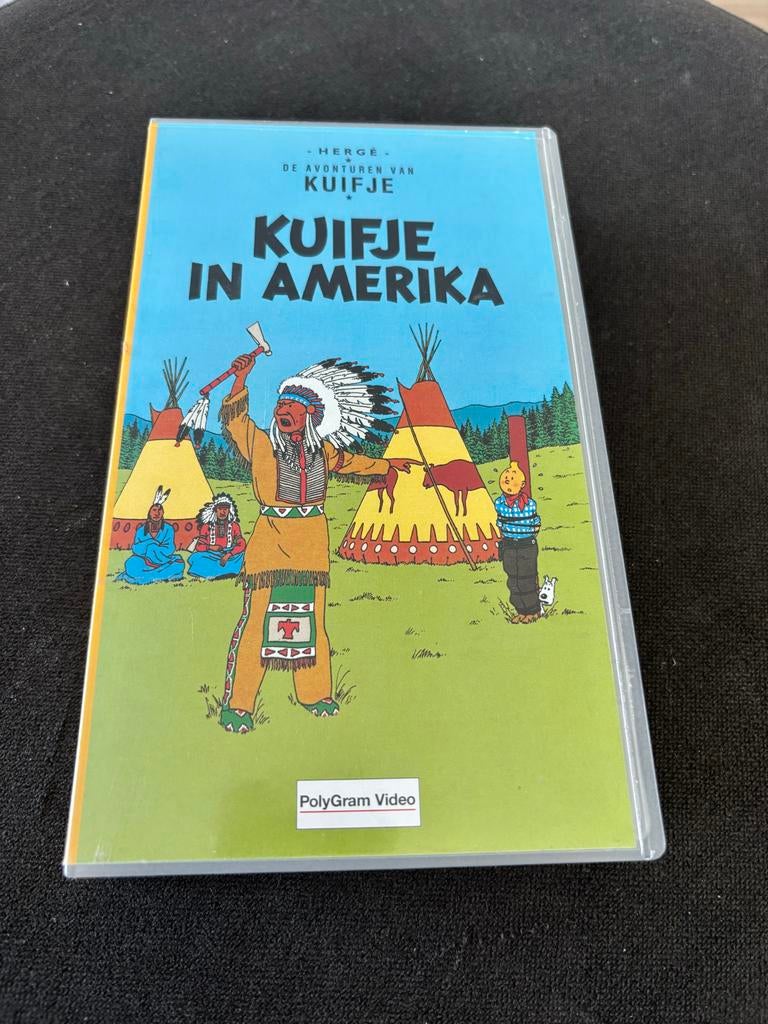 - HERGÉ -
DE AVONTUREN VAN
KUIFJE
KUIFJE
IN AMERIKA
PolyGram Video